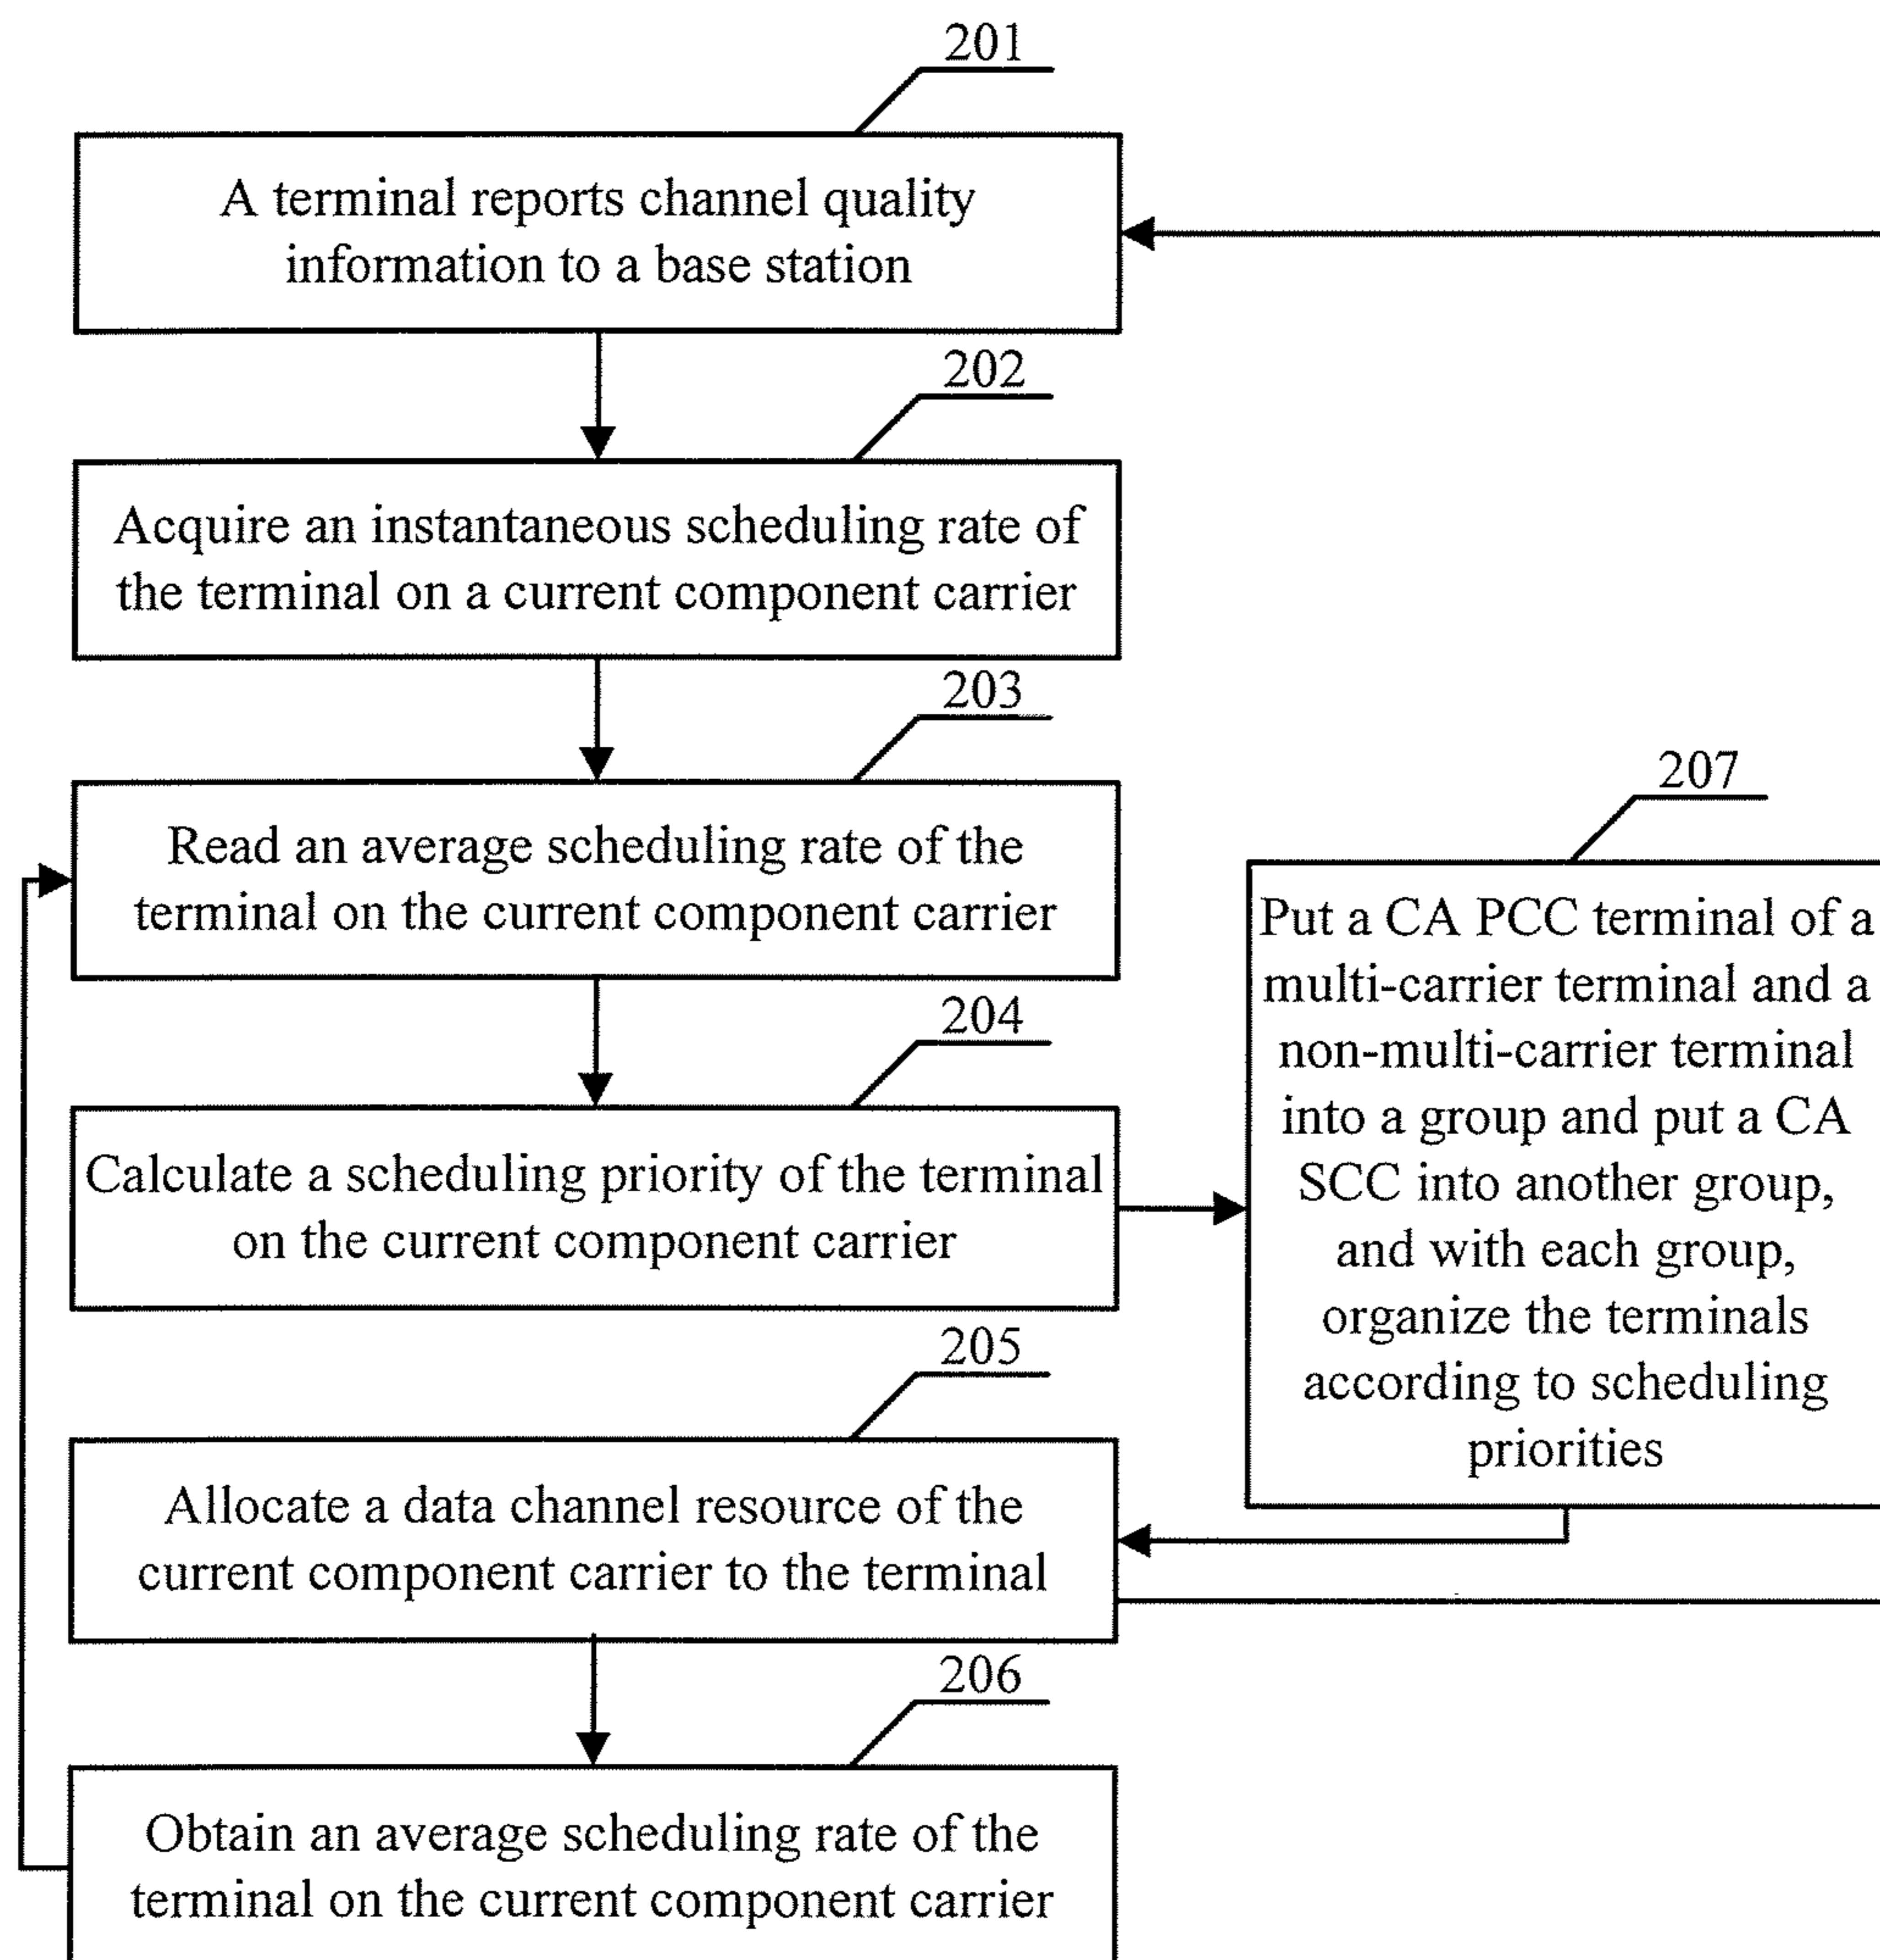 201
A terminal reports channel quality
information to a base station
202
Acquire an instantaneous scheduling rate of
the terminal on a current component carrier
203
Read an average scheduling rate of the
terminal on the current component carrier
204
Calculate a scheduling priority of the terminal
on the current component carrier
207
Put a CA PCC terminal of a
multi-carrier terminal and a
non-multi-carrier terminal
into a group and put a CA
SCC into another group,
and with each group,
organize the terminals
according to scheduling
priorities
205
Allocate a data channel resource of the
current component carrier to the terminal
206
Obtain an average scheduling rate of the
terminal on the current component carrier